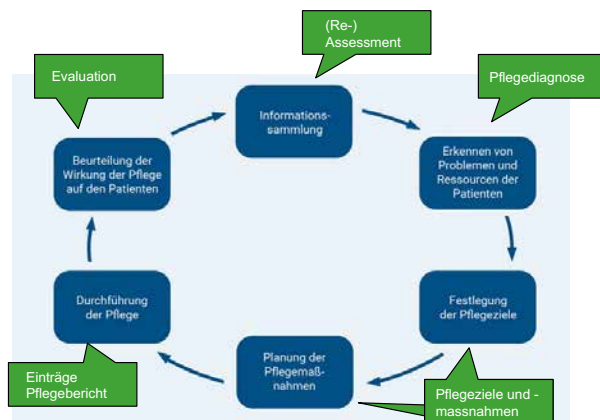 (Re-)
Assessment
Evaluation
Pflegediagnose
Informations-
sammlung
Beurteilung der
Wirkung der Pflege
auf den Patienten
Erkennen von
Problemen und
Ressourcen der
Patienten
Durchführung
der Pflege
Festlegung
der Pflegeziele
Planung der
Pflegemaß-
nahmen
Einträge
Pflegebericht
Pflegeziele und -
massnahmen